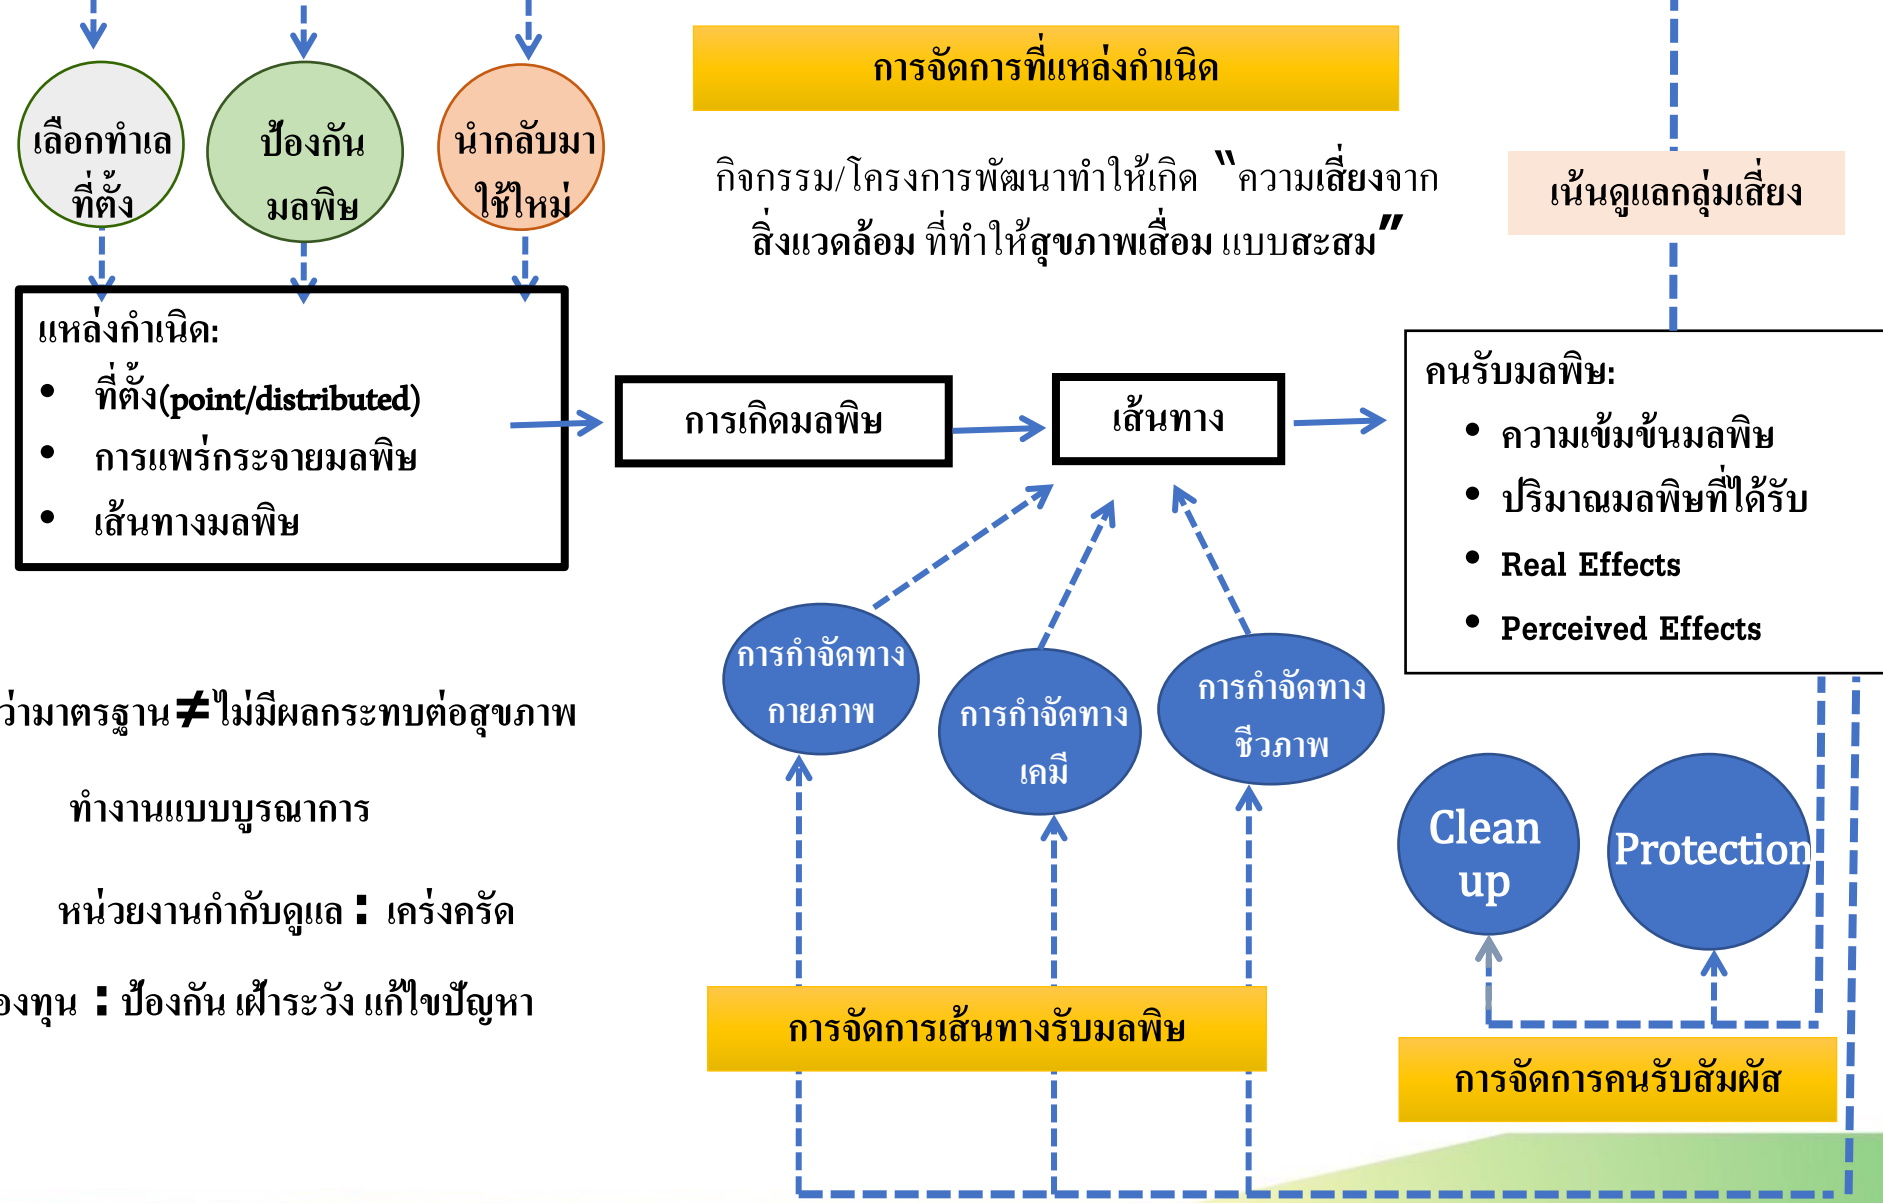 การจัดการที่แหล่งกำเนิด
เลือกทำเล
ที่ตั้ง
ป้องกัน
มลพิษ
นำกลับมา
ใช้ใหม่
กิจกรรม/โครงการพัฒนาทำให้เกิด “ความเสี่ยงจาก
สิ่งแวดล้อม ที่ทำให้สุขภาพเสื่อม แบบสะสม”
เน้นดูแลกลุ่มเสี่ยง
แหล่งกำเนิด:
• ที่ตั้ง(point/distributed)
• การแพร่กระจายมลพิษ
• เส้นทางมลพิษ
การเกิดมลพิษ
เส้นทาง
คนรับมลพิษ:
• ความเข้มข้นมลพิษ
• ปริมาณมลพิษที่ได้รับ
• Real Effects
• Perceived Effects
การกำจัดทาง
กายภาพ
การกำจัดทาง
เคมี
การกำจัดทาง
ชีวภาพ
ว่ามาตรฐาน ≠ ไม่มีผลกระทบต่อสุขภาพ
ทำงานแบบบูรณาการ
หน่วยงานกำกับดูแล : เคร่งครัด
องทุน : ป้องกัน เฝ้าระวัง แก้ไขปัญหา
Clean
up
Protection
การจัดการเส้นทางรับมลพิษ
การจัดการคนรับสัมผัส